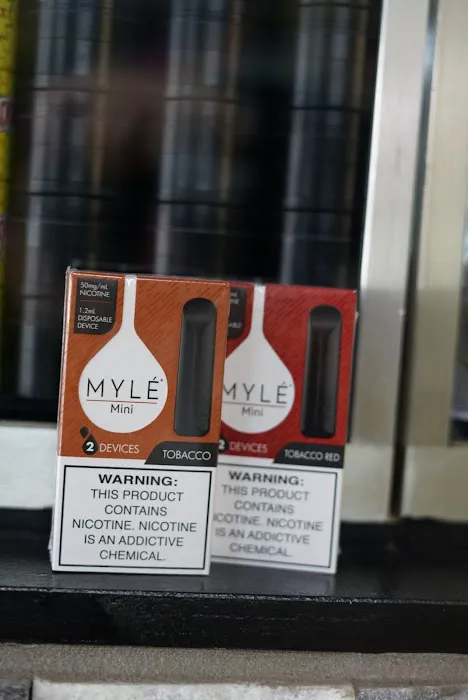 50mg/mL
NICOTINE
1.2ml
DISPOSABLE
DEVICE
MYLÉ
Mini
2 DEVICES
TOBACCO
WARNING:
THIS PRODUCT
CONTAINS
NICOTINE. NICOTINE
IS AN ADDICTIVE
CHEMICAL.
MYLÉ
Mini
2 DEVICES
TOBACCO RED
WARNING:
THIS PRODUCT
CONTAINS
NICOTINE. NICOTINE
IS AN ADDICTIVE
CHEMICAL.